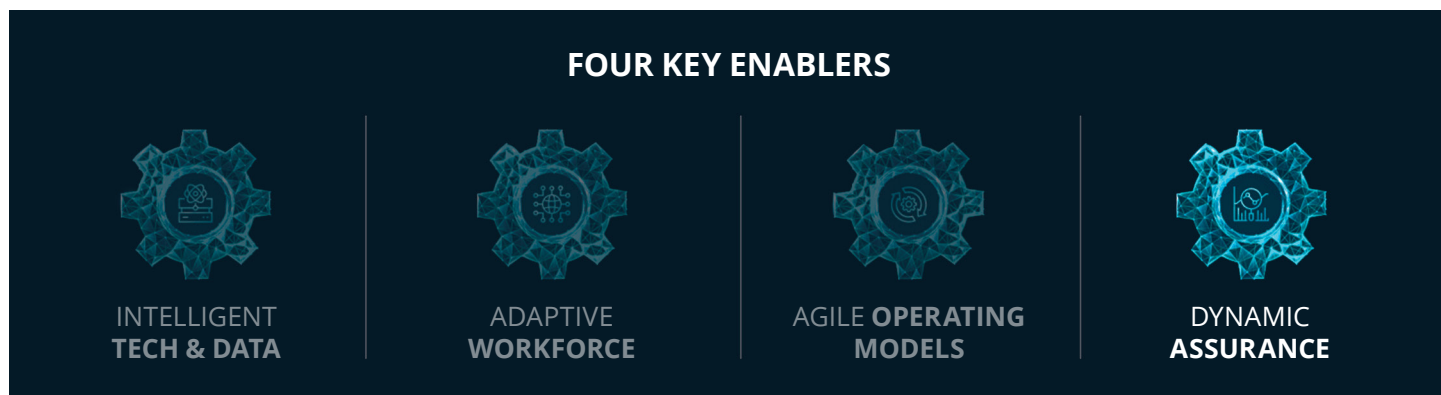 FOUR KEY ENABLERS
INTELLIGENT
TECH & DATA
ADAPTIVE
WORKFORCE
AGILE OPERATING
MODELS
DYNAMIC
ASSURANCE